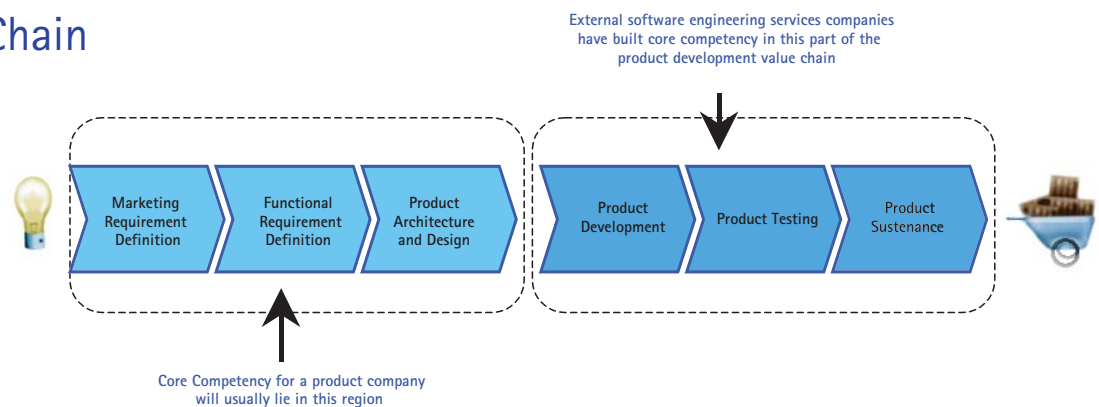 Chain
External software engineering services companies
have built core competency in this part of the
product development value chain
Marketing
Requirement
Definition
Functional
Requirement
Definition
Product
Architecture
and Design
Product
Development
Product Testing
Product
Sustenance
Core Competency for a product company
will usually lie in this region